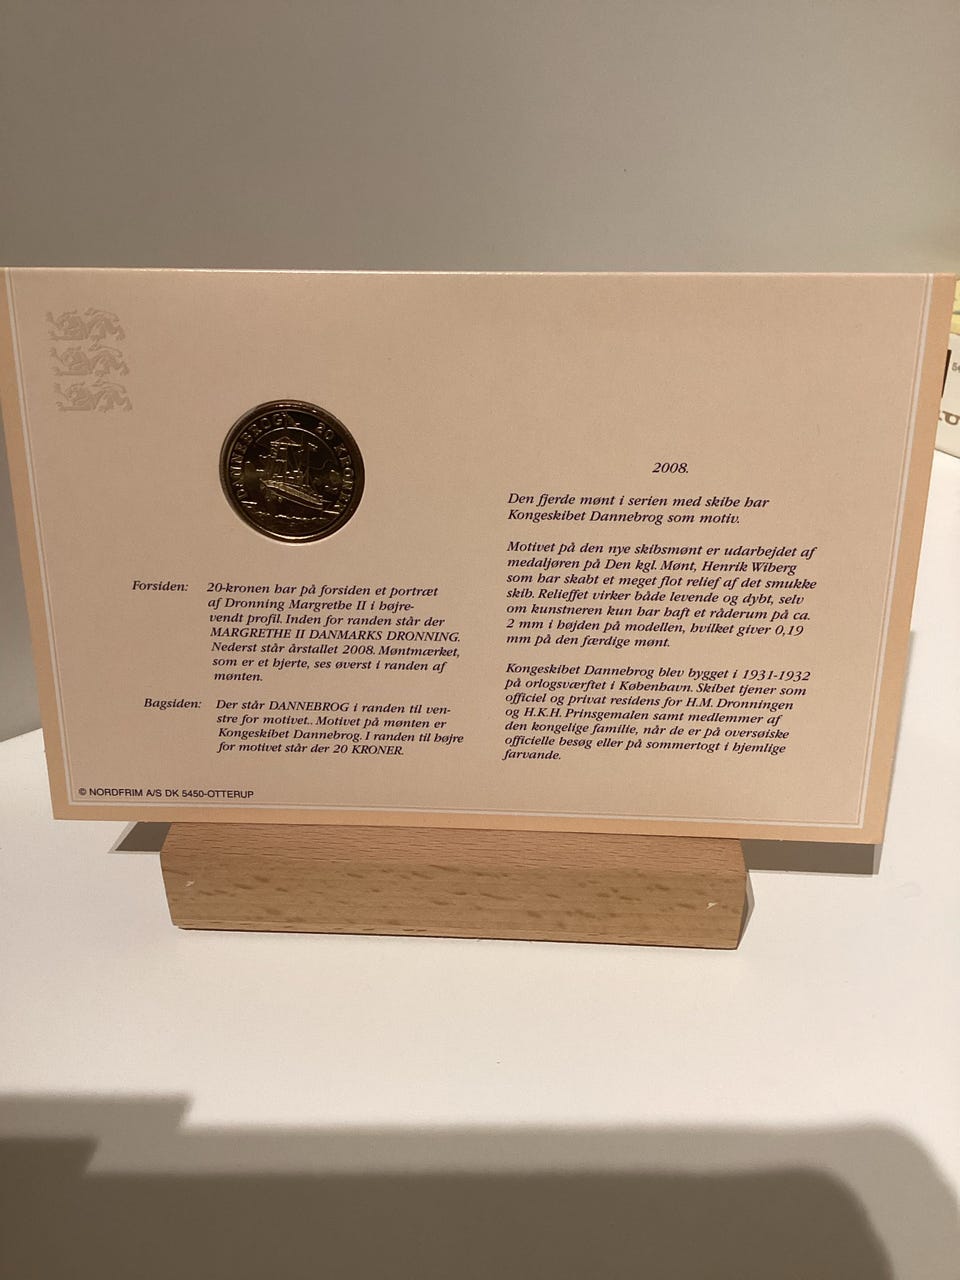 DANNEBROG 20 KRONER
Forsiden: 20-kronen har på forsiden et portræt
af Dronning Margrethe II i højre-
vendt profil. Inden for randen står der
MARGRETHE II DANMARKS DRONNING.
Nederst står årstallet 2008. Møntmærket,
som er et hjerte, ses øverst i randen af
mønten.
Bagsiden: Der står DANNEBROG i randen til ven-
stre for motivet.. Motivet på mønten er
Kongeskibet Dannebrog. I randen til højre
for motivet står der 20 KRONER.
© NORDFRIM A/S DK 5450-OTTERUP
2008.
Den fjerde mønt i serien med skibe har
Kongeskibet Dannebrog som motiv.
Motivet på den nye skibsmønt er udarbejdet af
medaljøren på Den kgl. Mønt, Henrik Wiberg
som har skabt et meget flot relief af det smukke
skib. Relieffet virker både levende og dybt, selv
om kunstneren kun har haft et råderum på ca.
2 mm i højden på modellen, hvilket giver 0,19
mm på den færdige mønt.
Kongeskibet Dannebrog blev bygget i 1931-1932
på orlogsværftet i København. Skibet tjener som
officiel og privat residens for H.M. Dronningen
og H.K.H. Prinsgemalen samt medlemmer af
den kongelige familie, når de er på oversøiske
officielle besøg eller på sommertogt i hjemlige
farvande.